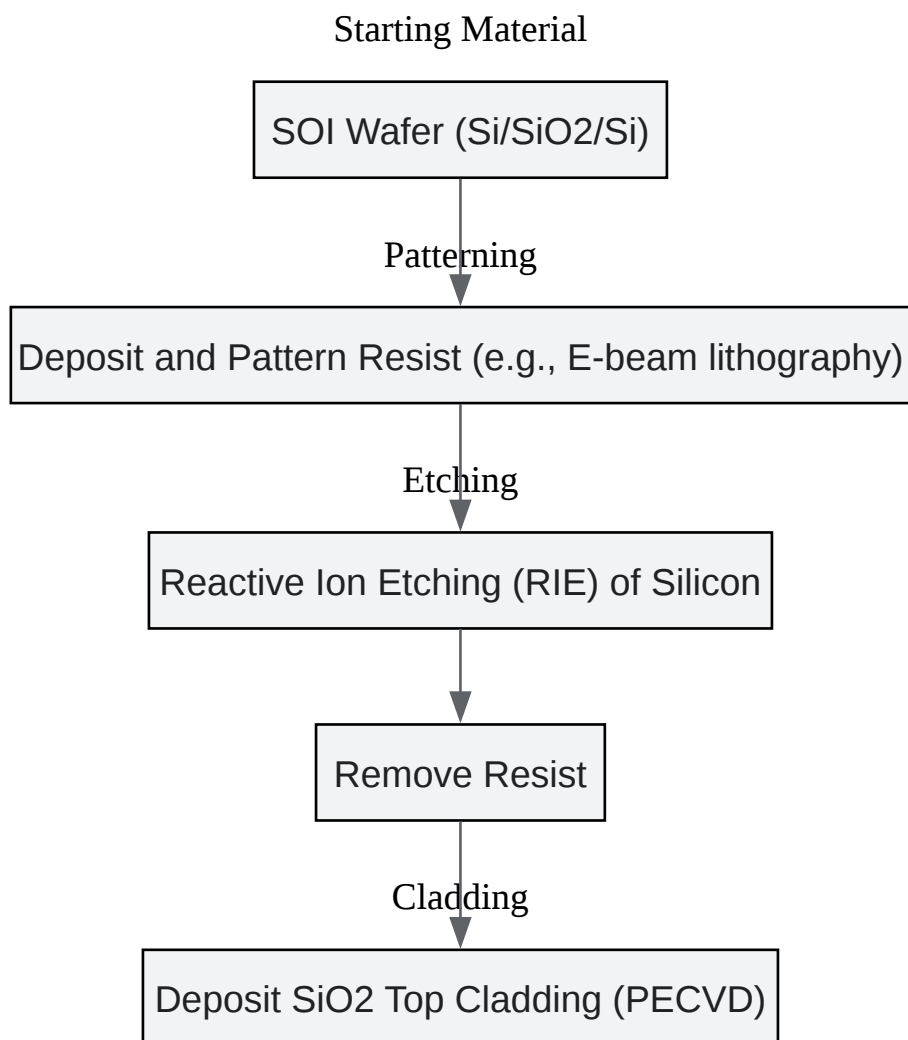 Starting Material
SOI Wafer (Si/SiO2/Si)
Patterning
Deposit and Pattern Resist (e.g., E-beam lithography)
Etching
Reactive Ion Etching (RIE) of Silicon
Remove Resist
Cladding
Deposit SiO2 Top Cladding (PECVD)